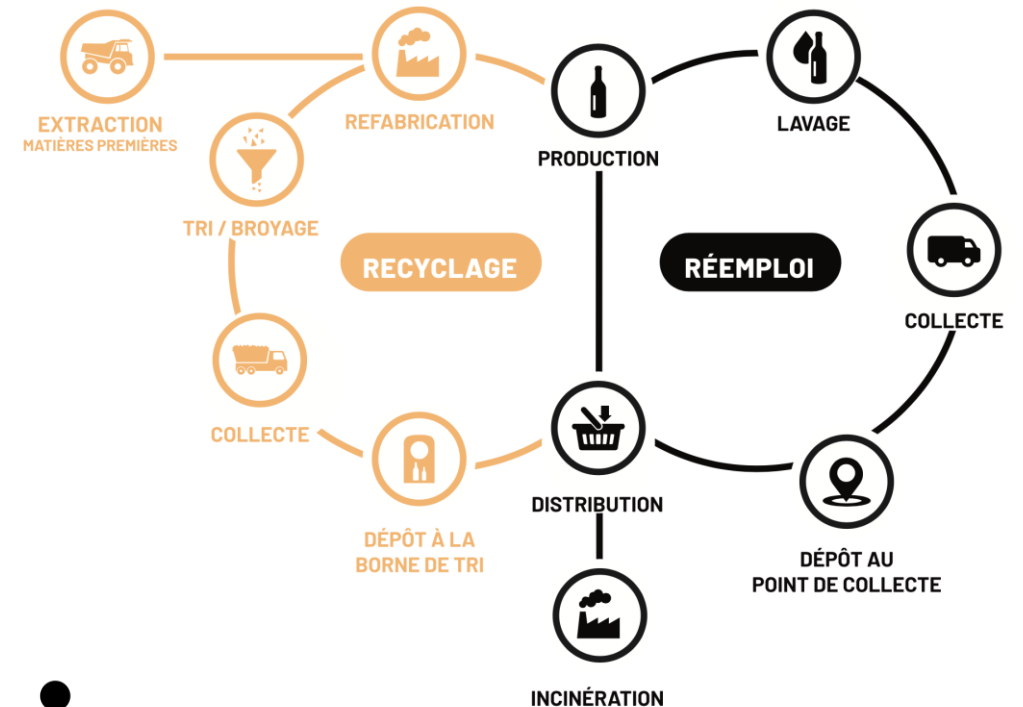 EXTRACTION
MATIÈRES PREMIÈRES
REFABRICATION
PRODUCTION
LAVAGE
TRI / BROYAGE
RECYCLAGE
RÉEMPLOI
COLLECTE
COLLECTE
DISTRIBUTION
DÉPÔT À LA
BORNE DE TRI
DÉPÔT AU
POINT DE COLLECTE
INCINÉRATION